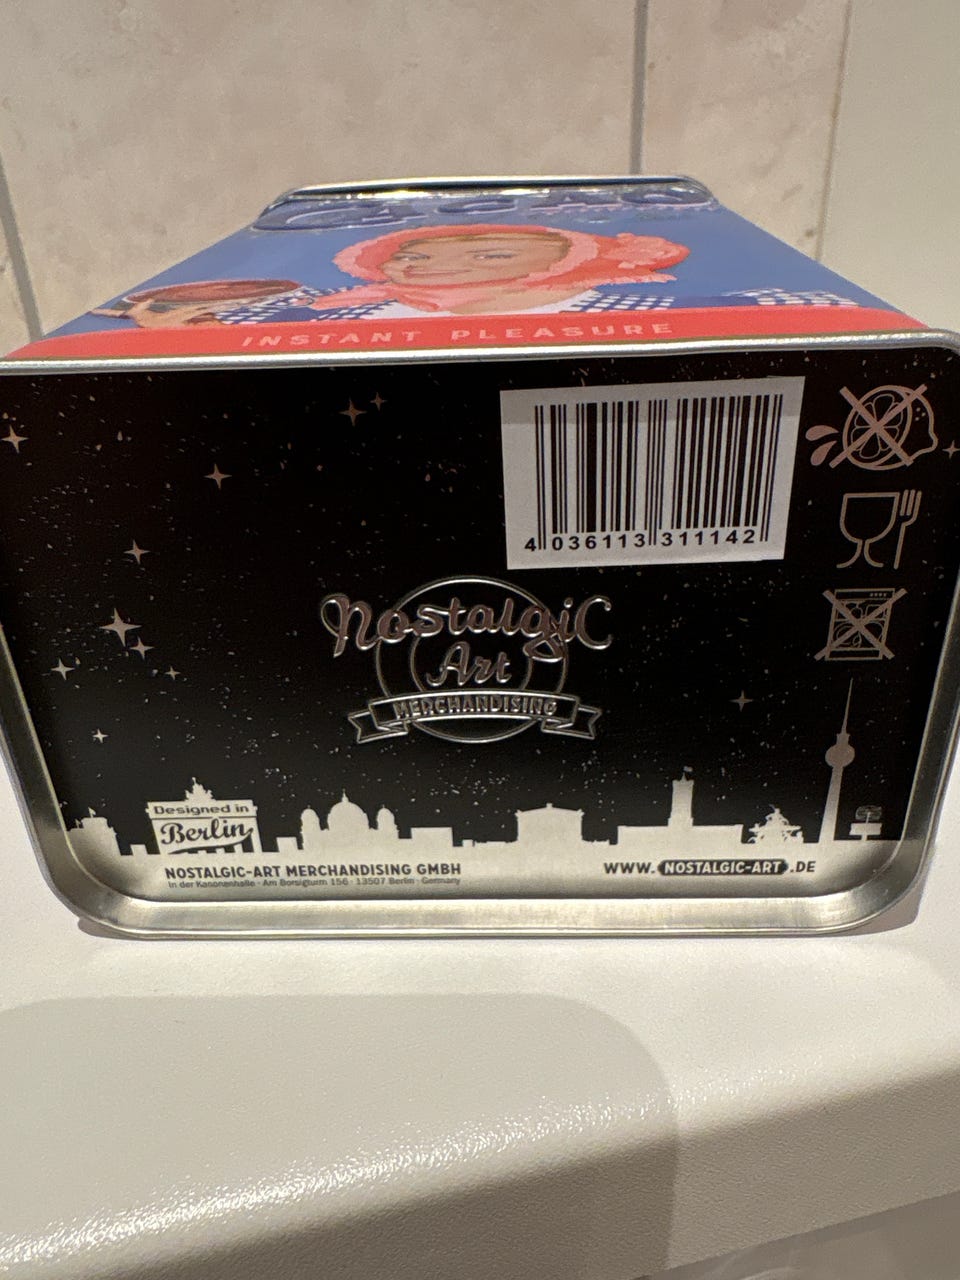 CACAO
INSTANT PLEASURE
4 036113 311142
Nostalgic
Art
MERCHANDISING
Designed in
Berlin
NOSTALGIC-ART MERCHANDISING GMBH
In der Kanonenhalle · Am Borsigturm 156 · 13507 Berlin · Germany
WWW. NOSTALGIC-ART .DE